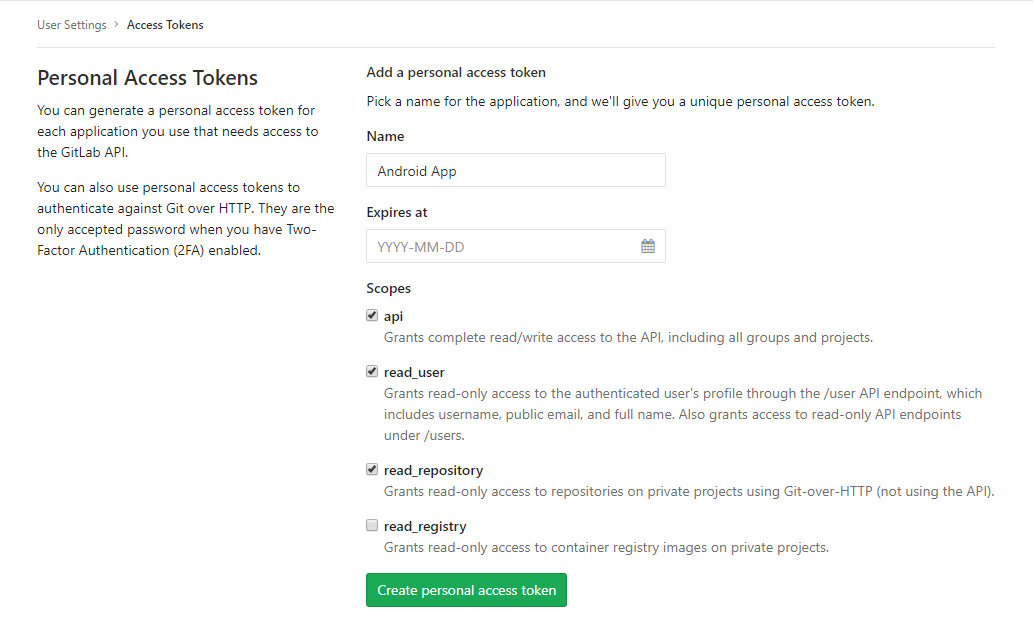 User Settings > Access Tokens
Personal Access Tokens
You can generate a personal access token for
each application you use that needs access to
the GitLab API.
You can also use personal access tokens to
authenticate against Git over HTTP. They are the
only accepted password when you have Two-
Factor Authentication (2FA) enabled.
Add a personal access token
Pick a name for the application, and we'll give you a unique personal access token.
Name
Android App
Expires at
YYYY-MM-DD
Scopes
api
Grants complete read/write access to the API, including all groups and projects.
read_user
Grants read-only access to the authenticated user's profile through the /user API endpoint, which
includes username, public email, and full name. Also grants access to read-only API endpoints
under /users.
read_repository
Grants read-only access to repositories on private projects using Git-over-HTTP (not using the API).
read_registry
Grants read-only access to container registry images on private projects.
Create personal access token